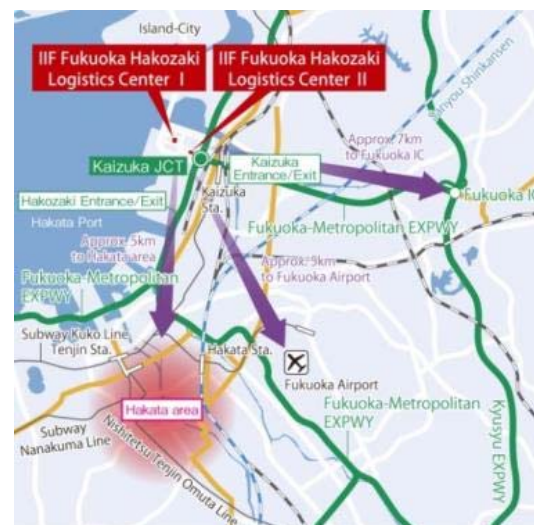 Island-City
IIF Fukuoka Hakozaki
Logistics Center I
IIF Fukuoka Hakozaki
Logistics Center II
Sanyou Shinkansen
Approx. 7km
to Fukuoka IC
Kaizuka JCT
Kaizuka
Entrance/Exit
Kaizuka
Sta.
Fukuoka IC
Hakozaki Entrance/Exit
Hakata Port
Fukuoka-Metropolitan
EXPWY
Approx. 5km
to Hakata area
Approx. 5km
to Fukuoka Airport
Fukuoka-Metropolitan
EXPWY
Subway Kuko Line
Tenjin Sta.
Hakata Sta.
Fukuoka Airport
Hakata area
Fukuoka-Metropolitan
EXPWY
Subway
Nanakuma Line
Nishitetsu Tenjin Omuta Line
Kyusyu EXPWY